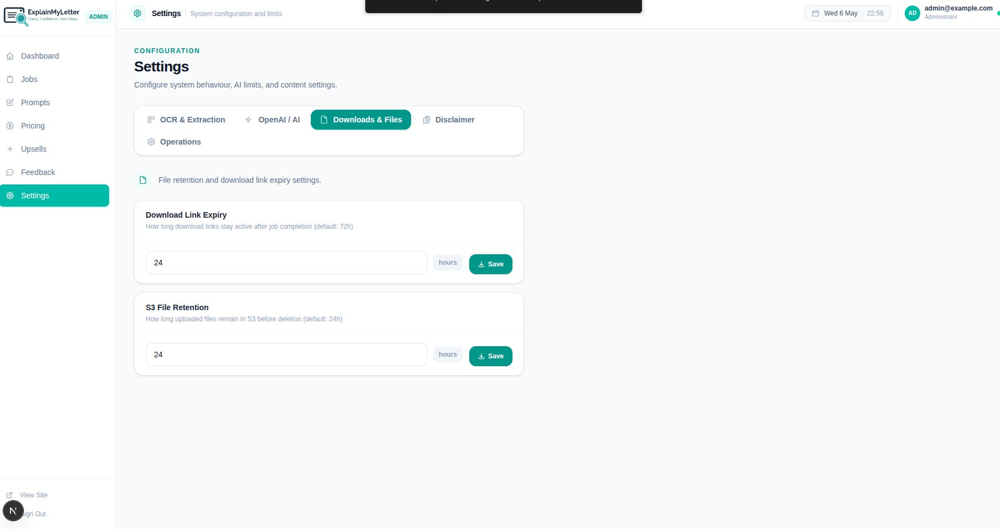 ExplainMyLetter
Clarity. Confidence. Next Steps.
ADMIN
Settings
System configuration and limits
Wed 6 May
22:56
AD
admin@example.com
Administrator
Dashboard
Jobs
Prompts
Pricing
Upsells
Feedback
Settings
CONFIGURATION
Settings
Configure system behaviour, AI limits, and content settings.
OCR & Extraction
OpenAI / AI
Downloads & Files
Disclaimer
Operations
File retention and download link expiry settings.
Download Link Expiry
How long download links stay active after job completion (default: 72h)
24
hours
Save
S3 File Retention
How long uploaded files remain in S3 before deletion (default: 24h)
24
hours
Save
View Site
ign Out
N